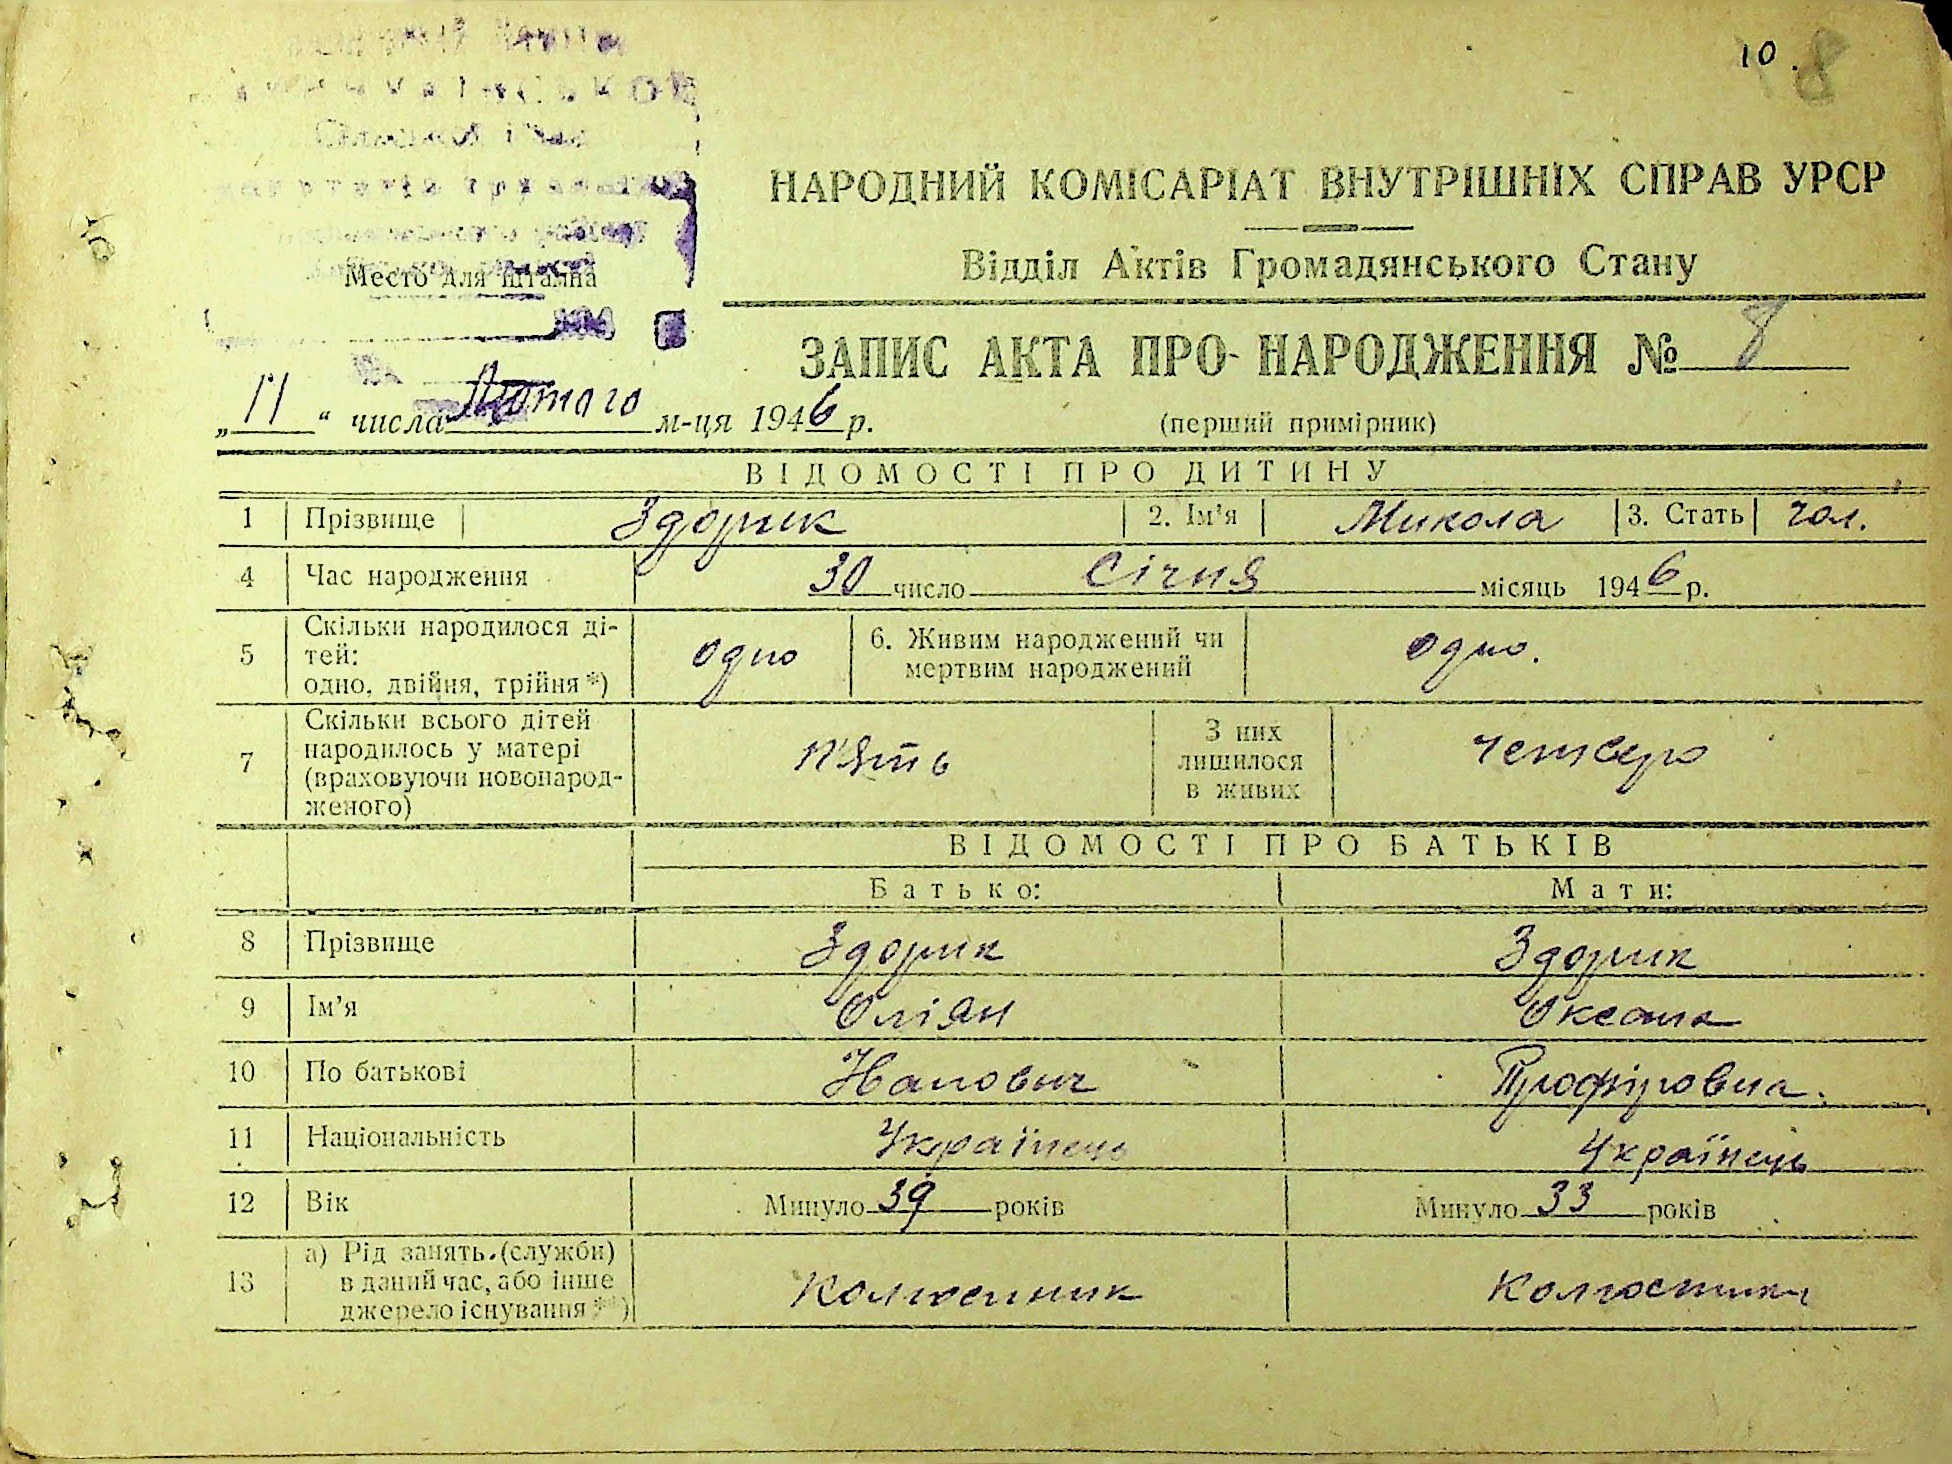 10.
НАРОДНИЙ КОМІСАРІАТ ВНУТРІШНІХ СПРАВ УРСР
Відділ Актів Громадянського Стану
Место для штампа
ЗАПИС АКТА ПРО НАРОДЖЕННЯ № 8
„11“ числа Лютого м-ця 1946 р.
(перший примірник)
ВІДОМОСТІ ПРО ДИТИНУ
1 Прізвище Здорик 2. Ім'я Микола 3. Стать чол.
4 Час народження 30 число Січня місяць 1946 р.
5 Скільки народилося ді-
тей:
одно, двійня, трійня *) одно 6. Живим народжений чи
мертвим народжений одно.
7 Скільки всього дітей
народилось у матері
(враховуючи новонарод-
женого) п'ять З них
лишилося
в живих четверо
ВІДОМОСТІ ПРО БАТЬКІВ
Батько: Мати:
8 Прізвище Здорик Здорик
9 Ім'я Оліян Оксана
10 По батькові Профировна.
11 Національність Українець Українець
12 Вік Минуло 39 років Минуло 33 років
13 а) Рід занять (служби)
в даний час, або інше
джерело існування **) Колгоспник